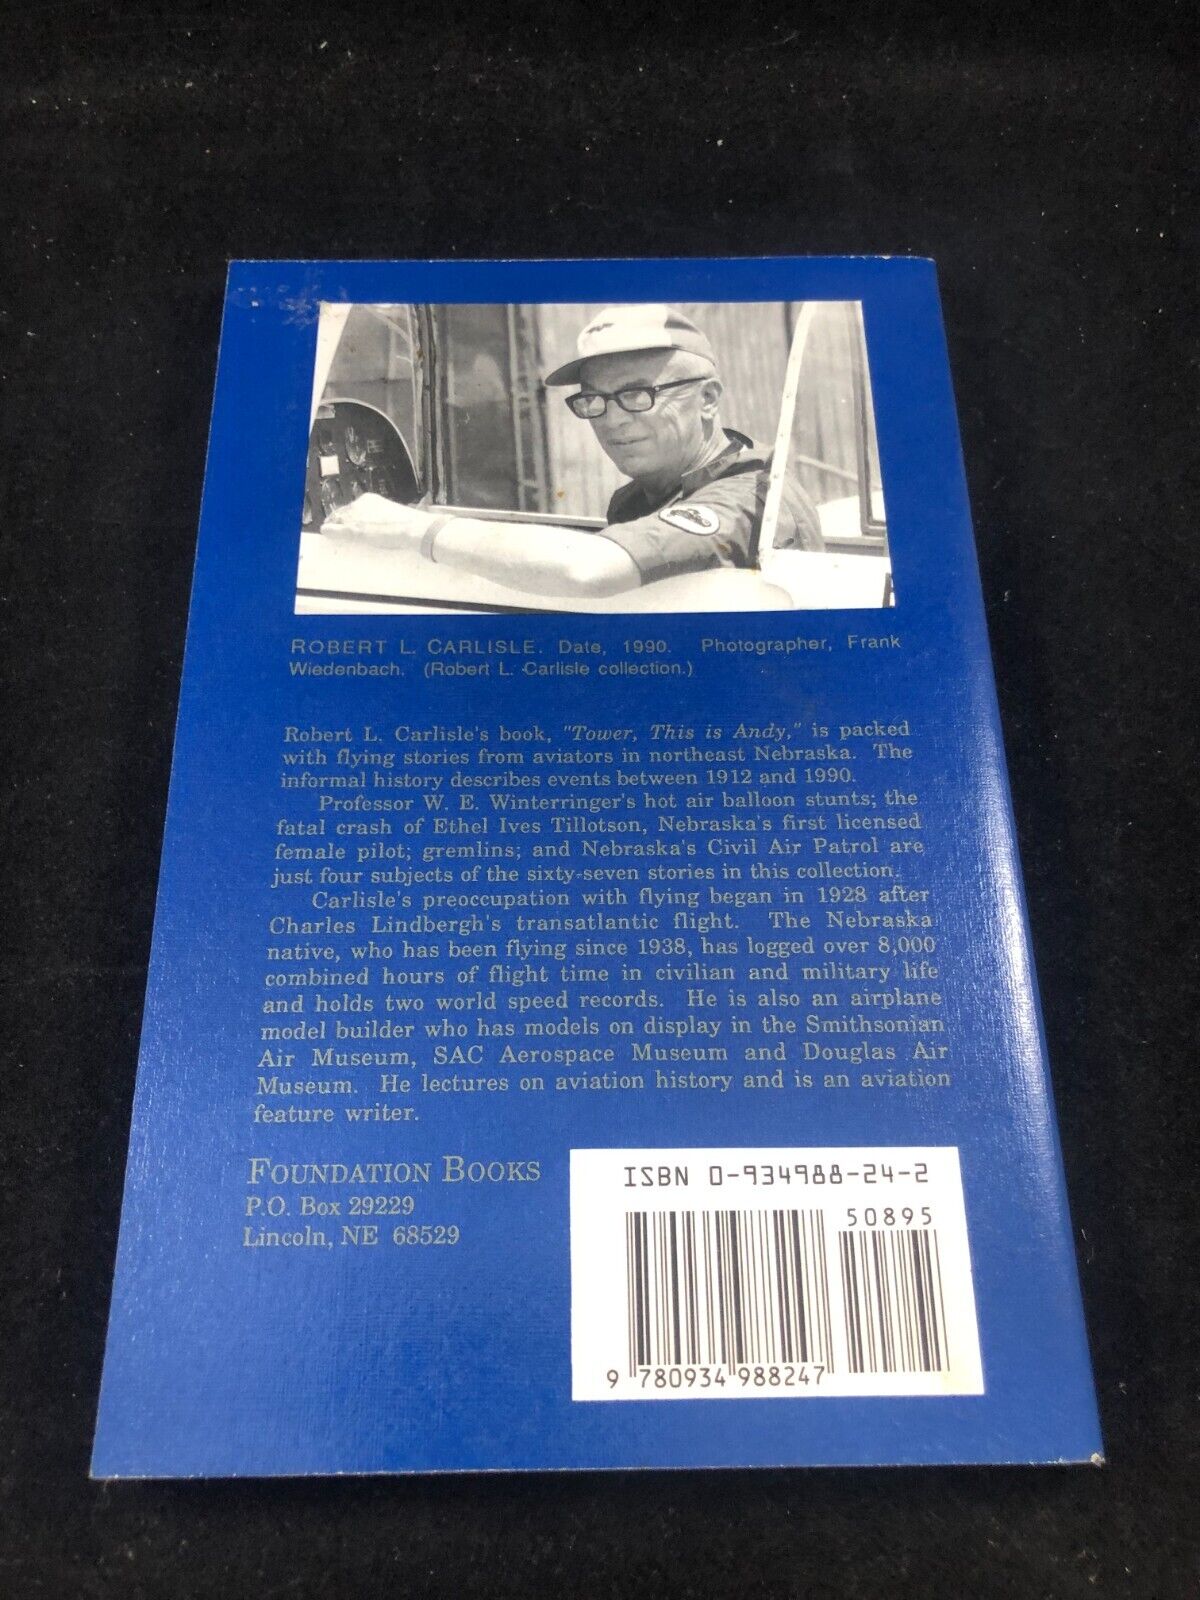 ROBERT L. CARLISLE. Date, 1990. Photographer, Frank
Wiedenbach. (Robert L. Carlisle collection.)
Robert L. Carlisle's book, "Tower, This is Andy," is packed
with flying stories from aviators in northeast Nebraska. The
informal history describes events between 1912 and 1990.
Professor W. E. Winterringer's hot air balloon stunts; the
fatal crash of Ethel Ives Tillotson, Nebraska's first licensed
female pilot; gremlins; and Nebraska's Civil Air Patrol are
just four subjects of the sixty-seven stories in this collection.
Carlisle's preoccupation with flying began in 1928 after
Charles Lindbergh's transatlantic flight. The Nebraska
native, who has been flying since 1938, has logged over 8,000
combined hours of flight time in civilian and military life
and holds two world speed records. He is also an airplane
model builder who has models on display in the Smithsonian
Air Museum, SAC Aerospace Museum and Douglas Air
Museum. He lectures on aviation history and is an aviation
feature writer.
FOUNDATION BOOKS
P.O. Box 29229
Lincoln, NE 68529
ISBN 0-934988-24-2
50895
9 780934 988247